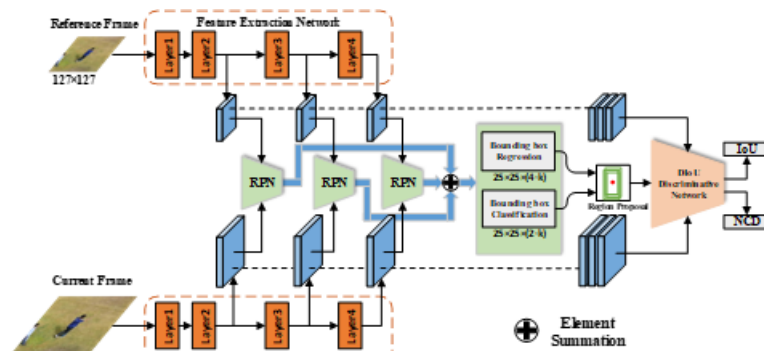 Reference Frame
Feature Extraction Network
Layer1
Layer2
Layer3
Layer4
127×127
RPN
RPN
RPN
Bounding box
Regression
25×25×(4·k)
Bounding box
Classification
25×25×(2·k)
Region Proposal
DIoU
Discriminative
Network
IoU
NCD
Current Frame
Layer1
Layer2
Layer3
Layer4
Element
Summation